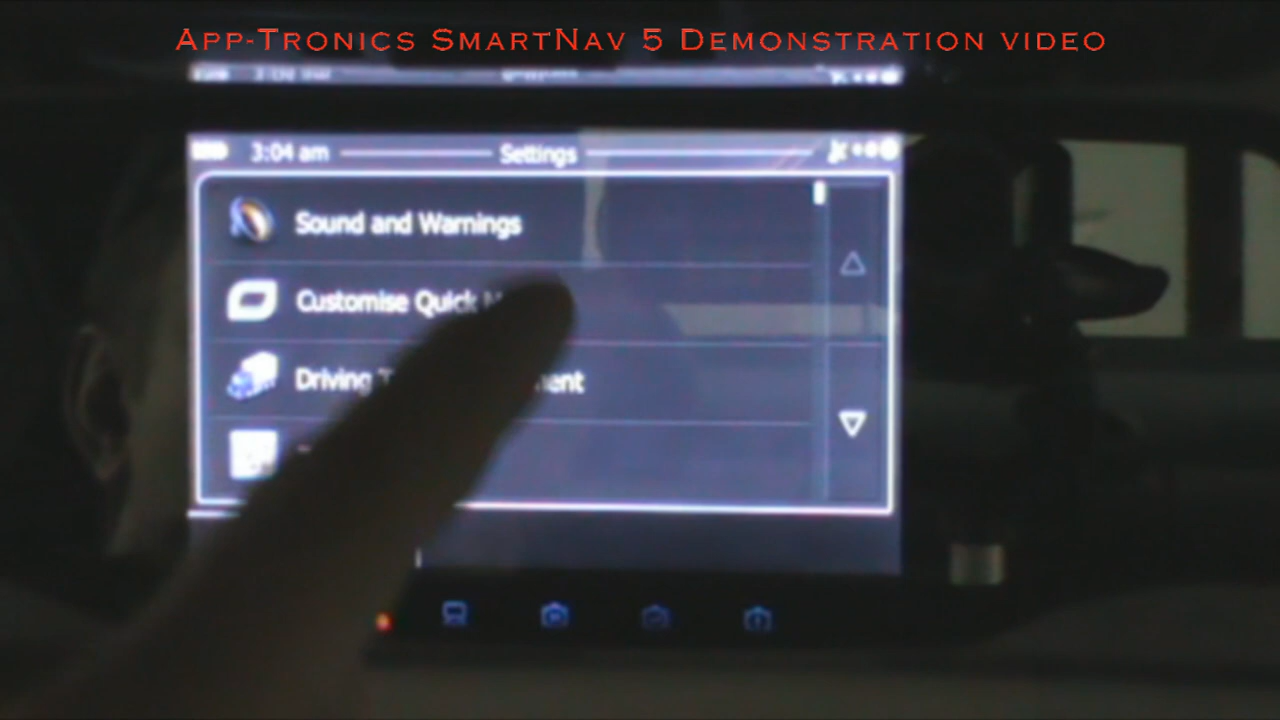 App-Tronics SmartNav 5 Demonstration video
3:04 am Settings
Sound and Warnings
Customise Quick
Driving